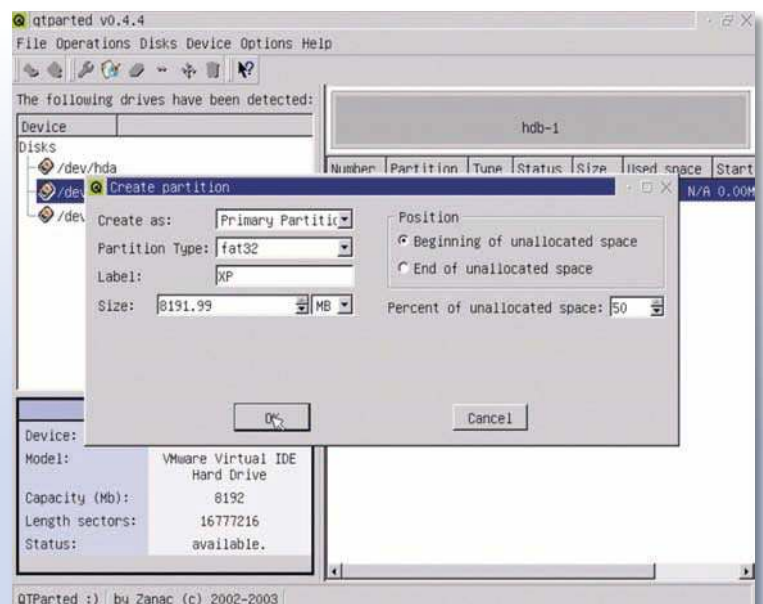 qtparted v0.4.4
File Operations Disks Device Options Help
The following drives have been detected:
Device
Disks
/dev/hda
/dev
/dev
hdb-1
Number Partition Type Status Size Used space Start
N/A 0.00M
Create partition
Create as: Primary Partitic
Partition Type: fat32
Label: XP
Size: 8191.99 MB
Position
Beginning of unallocated space
End of unallocated space
Percent of unallocated space: 50
OK
Cancel
Device:
Model: VMware Virtual IDE
Hard Drive
Capacity (Mb): 8192
Length sectors: 16777216
Status: available.
QTParted :) by Zanac (c) 2002-2003